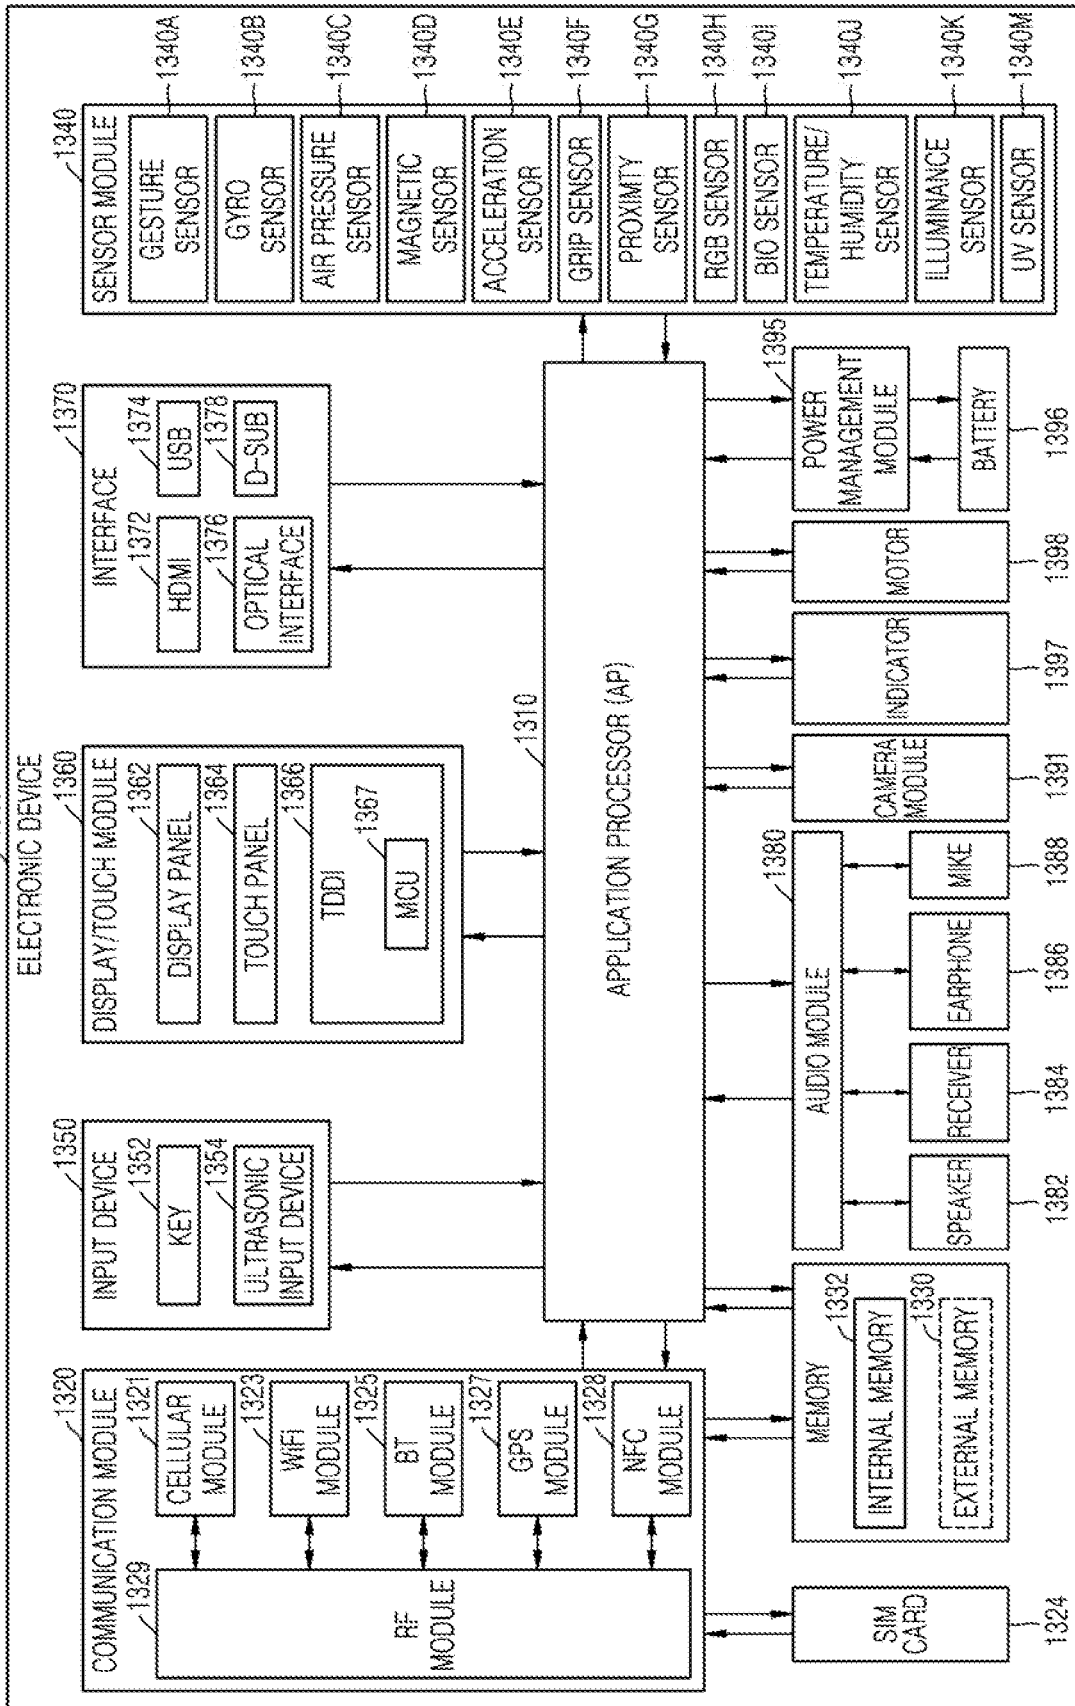 ELECTRONIC DEVICE
COMMUNICATION MODULE
1320
1329
RF
MODULE
1321
CELLULAR
MODULE
1323
WiFi
MODULE
1325
BT
MODULE
1327
GPS
MODULE
1328
NFC
MODULE
INPUT DEVICE
1350
1352
KEY
1354
ULTRASONIC
INPUT DEVICE
DISPLAY/TOUCH MODULE
1360
1362
DISPLAY PANEL
1364
TOUCH PANEL
1366
TDDI
1367
MCU
INTERFACE
1370
1372
HDMI
1374
USB
1376
OPTICAL
INTERFACE
1378
D-SUB
SENSOR MODULE
1340
GESTURE
SENSOR
1340A
GYRO
SENSOR
1340B
AIR PRESSURE
SENSOR
1340C
MAGNETIC
SENSOR
1340D
ACCELERATION
SENSOR
1340E
GRIP SENSOR
1340F
PROXIMITY
SENSOR
1340G
RGB SENSOR
1340H
BIO SENSOR
1340I
TEMPERATURE/
HUMIDITY
SENSOR
1340J
ILLUMINANCE
SENSOR
1340K
UV SENSOR
1340M
1310
APPLICATION PROCESSOR (AP)
SIM
CARD
1324
MEMORY
1332
INTERNAL MEMORY
1330
EXTERNAL MEMORY
1380
AUDIO MODULE
SPEAKER
1382
RECEIVER
1384
EARPHONE
1386
MIKE
1388
CAMERA
MODULE
1391
INDICATOR
1397
MOTOR
1398
1395
POWER
MANAGEMENT
MODULE
BATTERY
1396